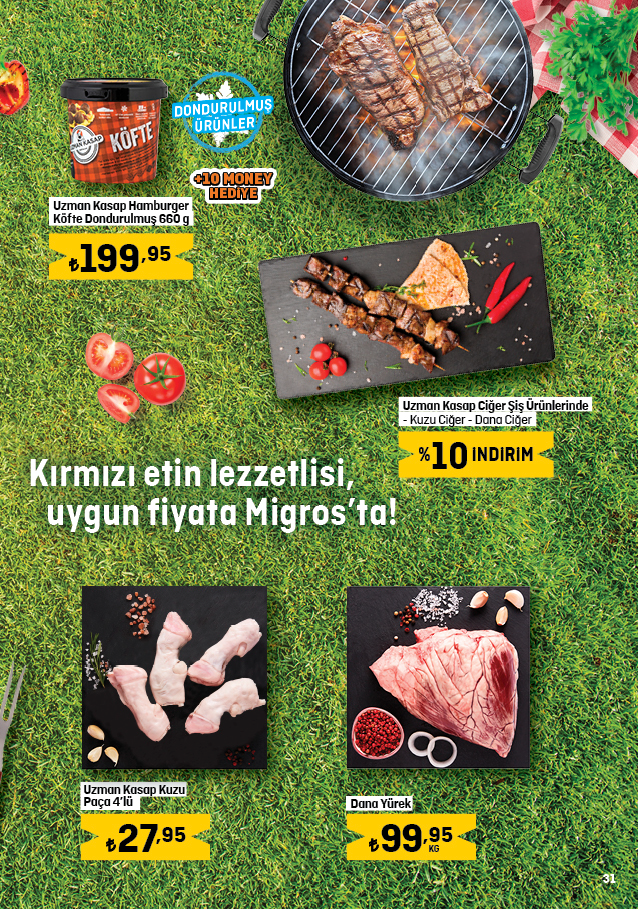 UZMAN KASAP
KÖFTE
DONDURULMUŞ
ÜRÜNLER
+10 MONEY
HEDİYE
Uzman Kasap Hamburger
Köfte Dondurulmuş 660 g
₺199,95
Uzman Kasap Ciğer Şiş Ürünlerinde
- Kuzu Ciğer - Dana Ciğer
%10 INDIRIM
Kırmızı etin lezzetlisi,
uygun fiyata Migros’ta!
Uzman Kasap Kuzu
Paça 4’lü
₺27,95
Dana Yürek
₺99,95
KG
31